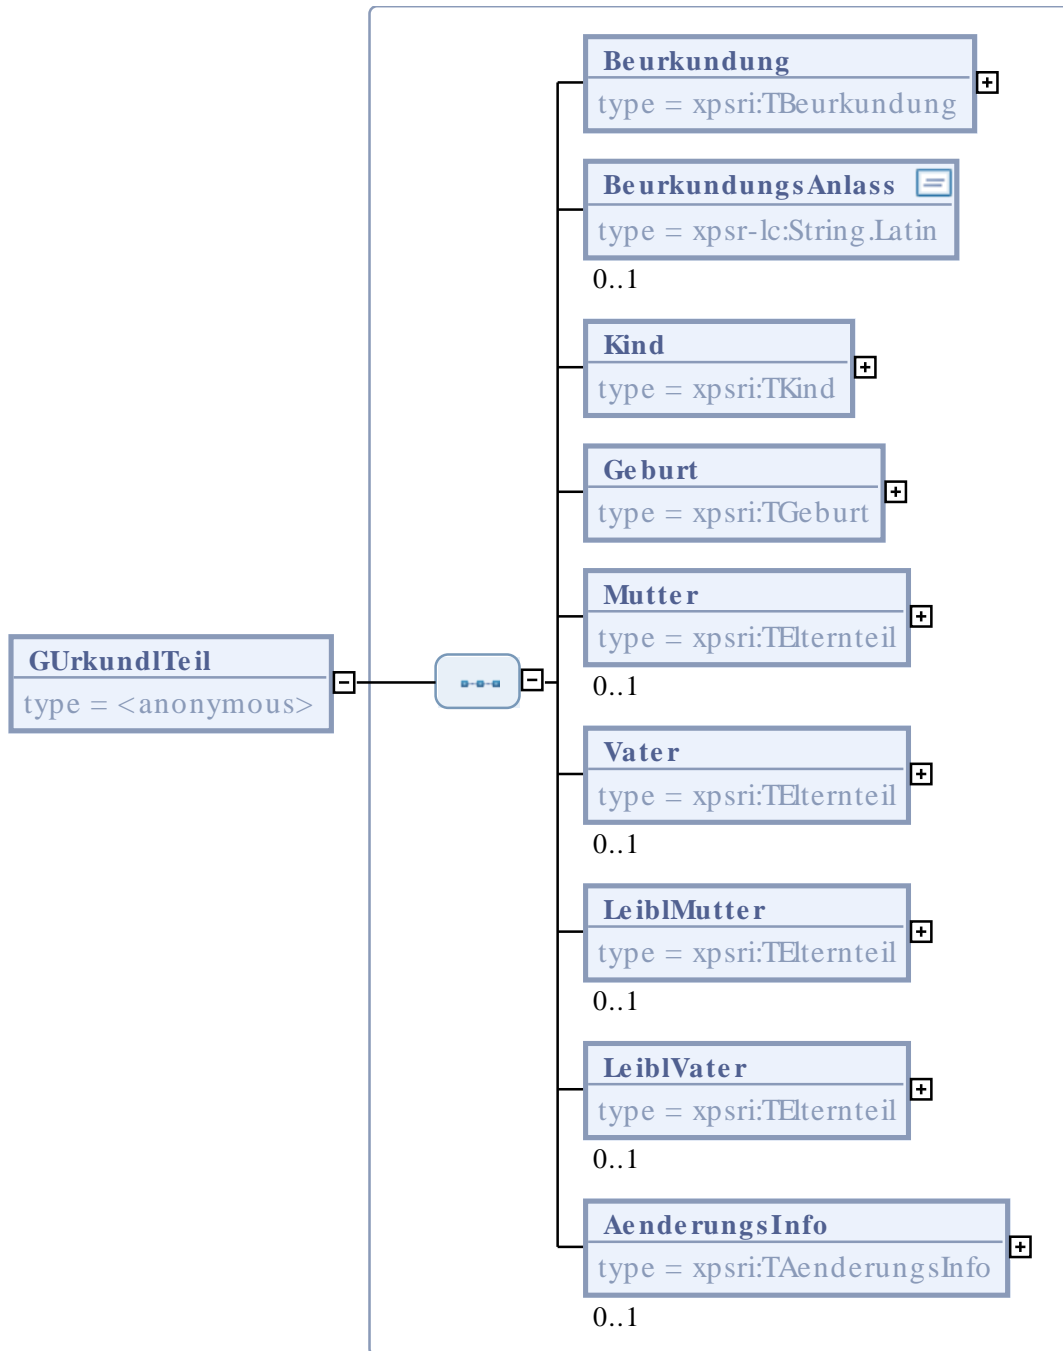 Beurkundung
type = xpsri:TBeurkundung
BeurkundungsAnlass
type = xpsr-lc:String.Latin
0..1
Kind
type = xpsri:TKind
Geburt
type = xpsri:TGeburt
Mutter
type = xpsri:TElternteil
0..1
GUrkundlTeil
type = <anonymous>
Vater
type = xpsri:TElternteil
0..1
LeiblMutter
type = xpsri:TElternteil
0..1
LeiblVater
type = xpsri:TElternteil
0..1
AenderungsInfo
type = xpsri:TAenderungsInfo
0..1